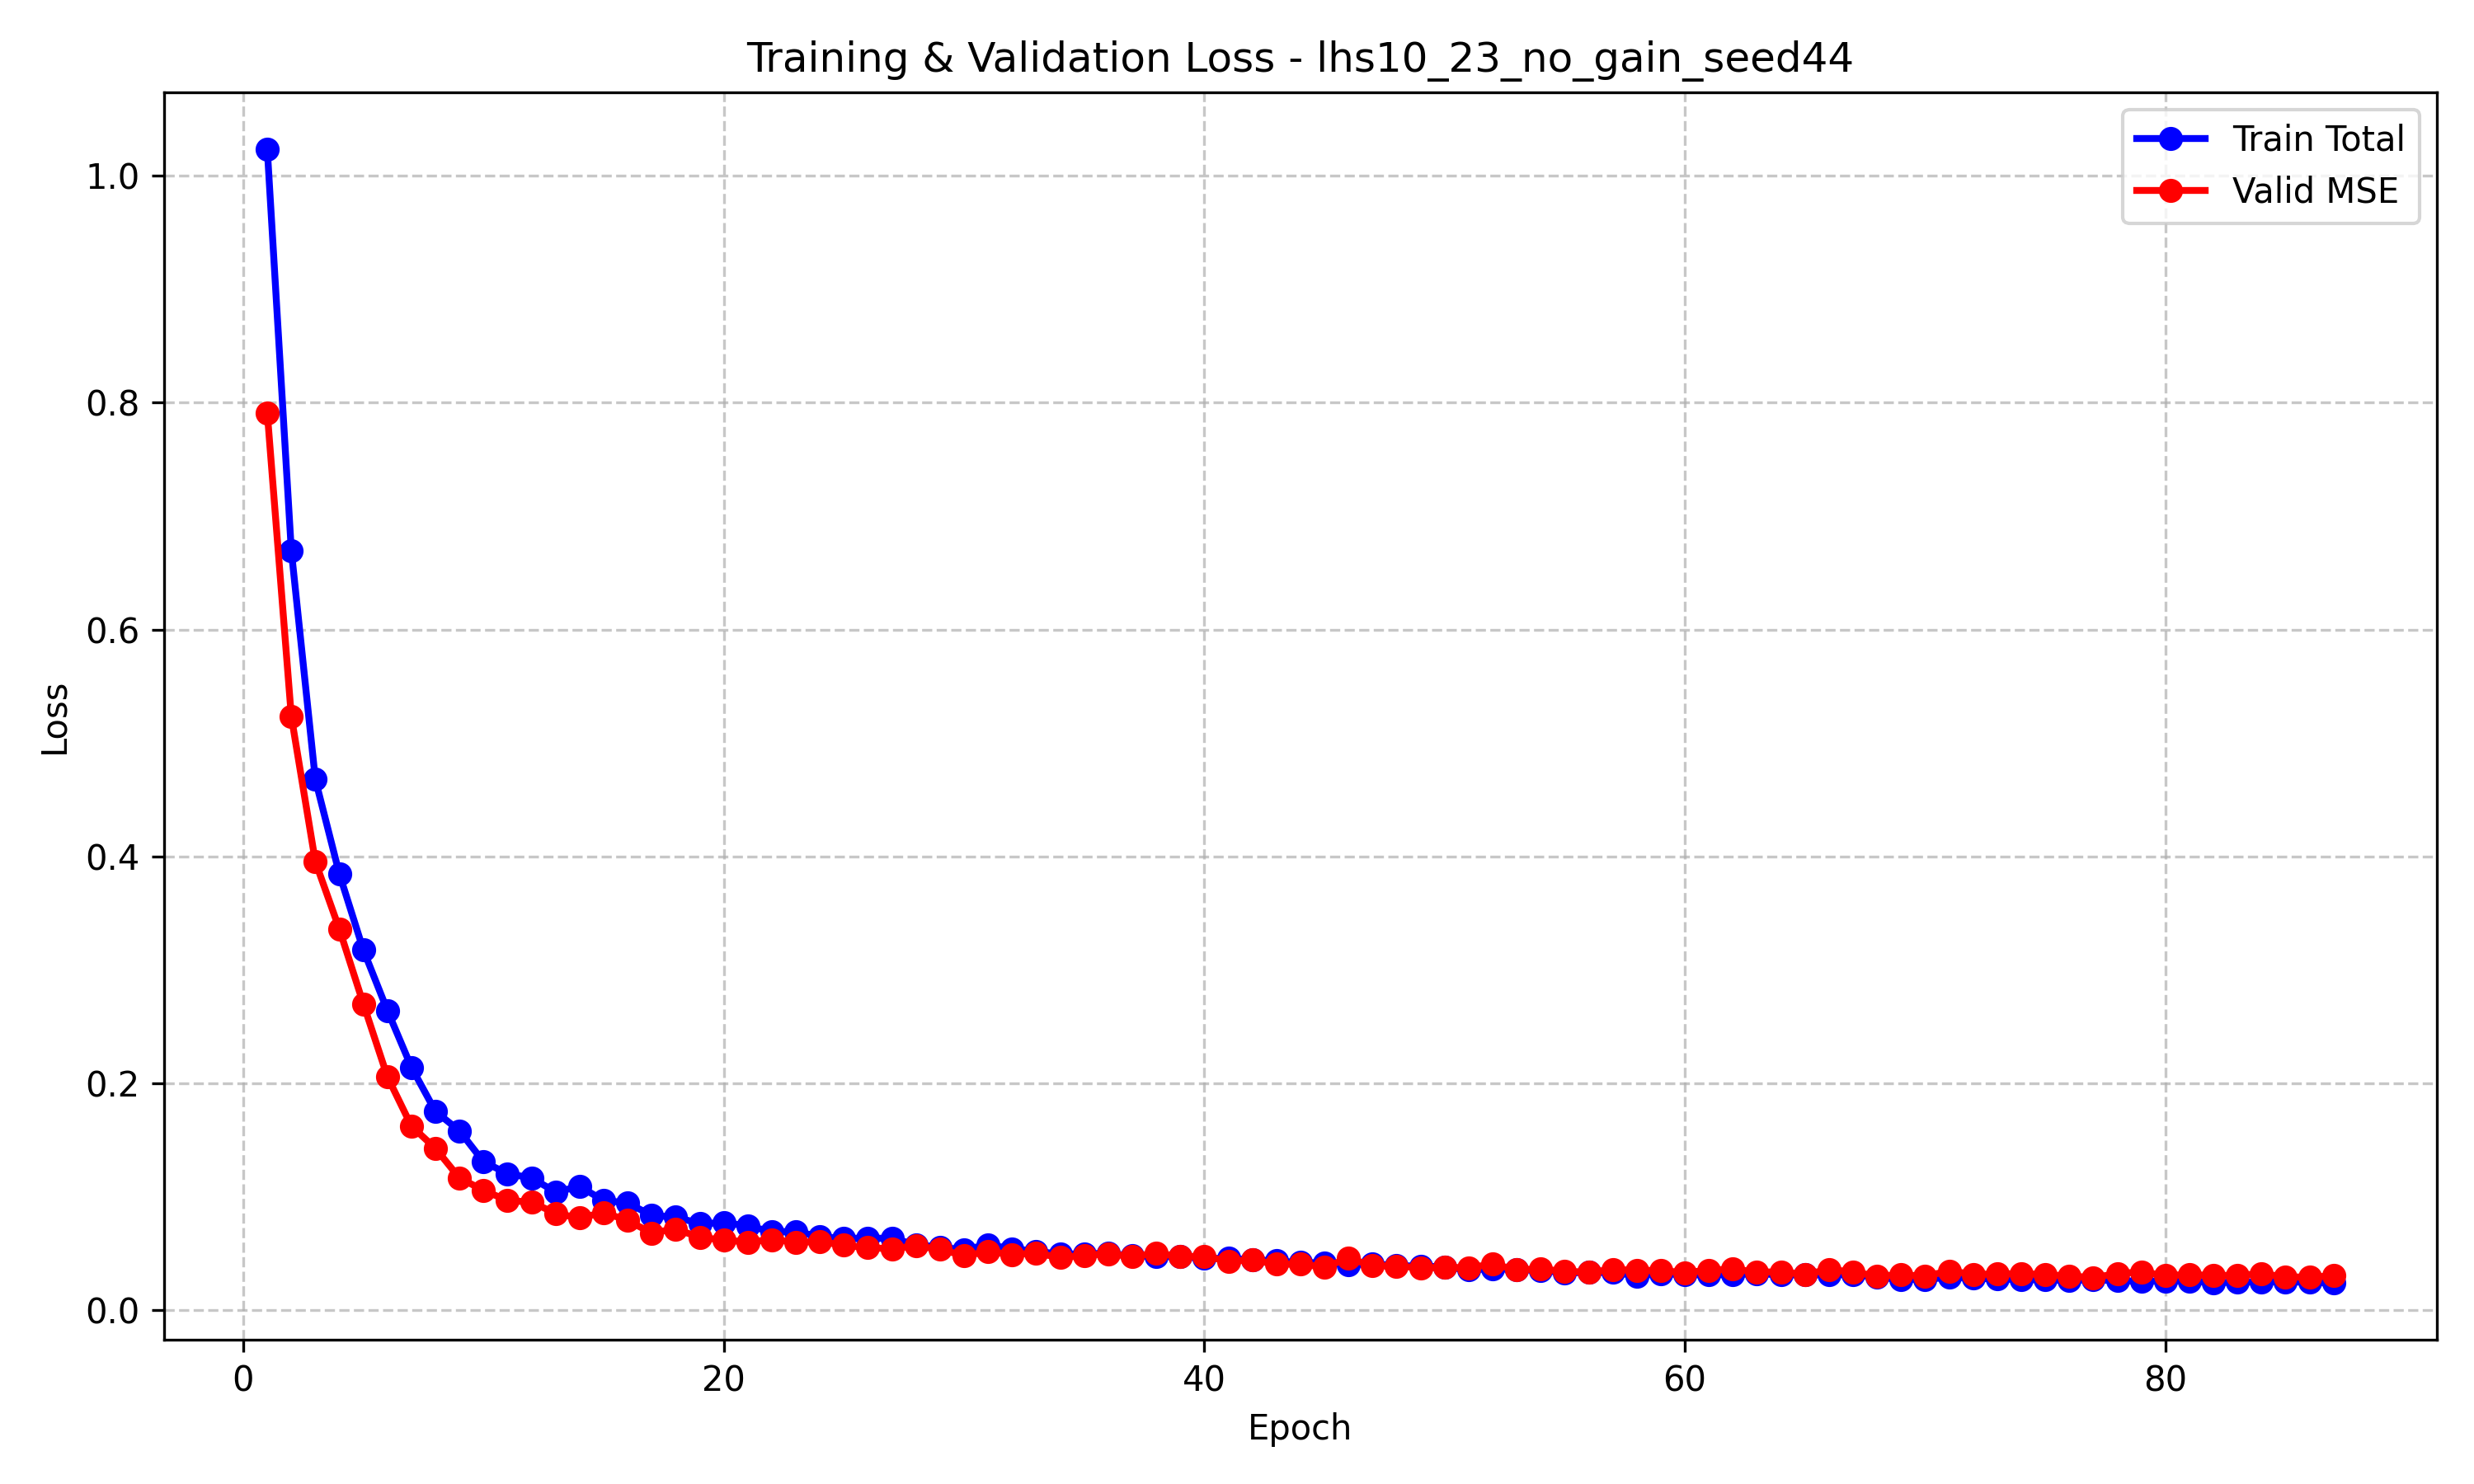 Training & Validation Loss - lhs10_23_no_gain_seed44
Train Total
Valid MSE
1.0
0.8
0.6
0.4
0.2
0.0
Loss
0 20 40 60 80
Epoch